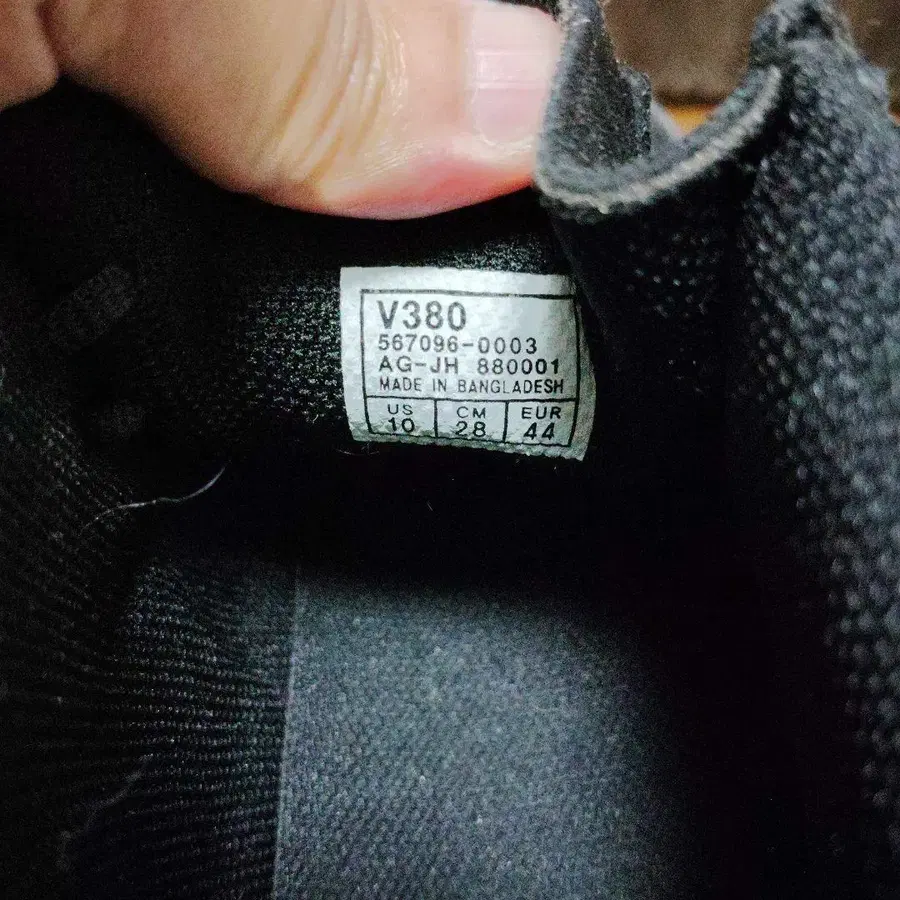 V380
567096-0003
AG-JH 880001
MADE IN BANGLADESH
US CM EUR
10 28 44